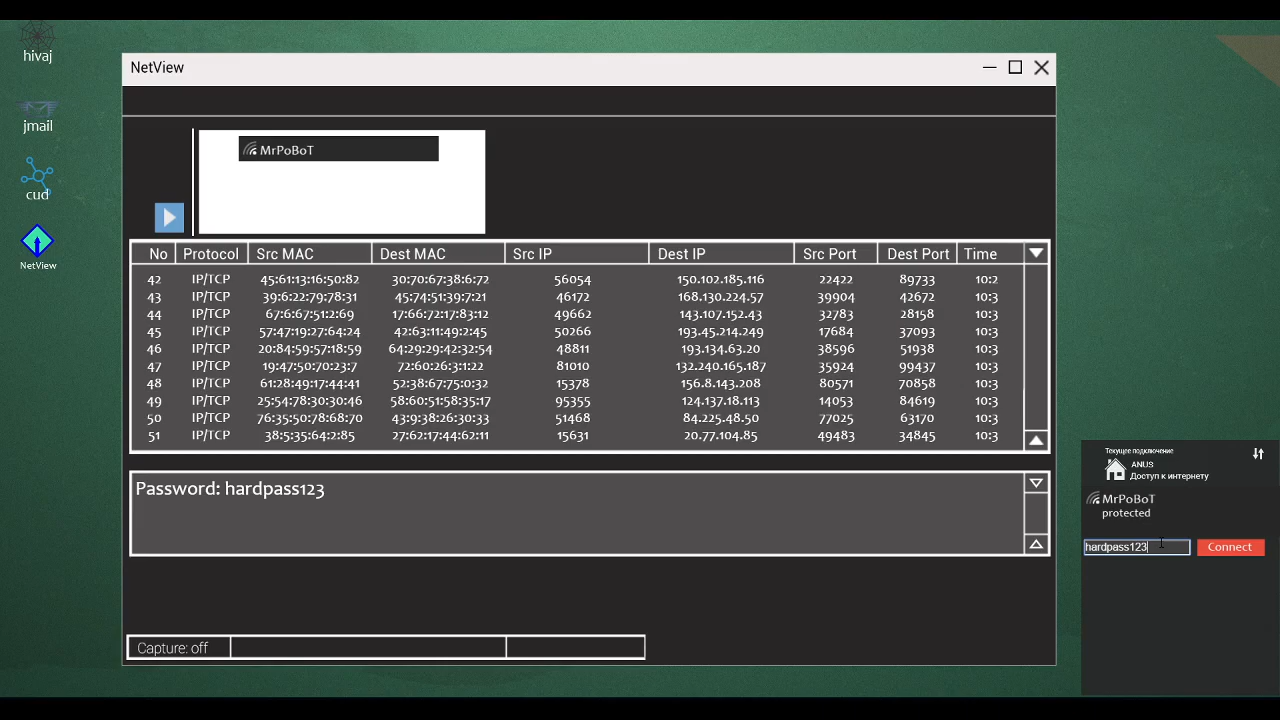 hivaj
jmail
cud
NetView
NetView
MrPoBoT
No Protocol Src MAC Dest MAC Src IP Dest IP Src Port Dest Port Time
42 IP/TCP 45:61:13:16:50:82 30:70:67:38:6:72 56054 150.102.185.116 22422 89733 10:2
43 IP/TCP 39:6:22:79:78:31 45:74:51:39:7:21 46172 168.130.224.57 39904 42672 10:3
44 IP/TCP 67:6:67:51:2:69 17:66:72:17:83:12 49662 143.107.152.43 32783 28158 10:3
45 IP/TCP 57:47:19:27:64:24 42:63:11:49:2:45 50266 193.45.214.249 17684 37093 10:3
46 IP/TCP 20:84:59:57:18:59 64:29:29:42:32:54 48811 193.134.63.20 38596 51938 10:3
47 IP/TCP 19:47:50:70:23:7 72:60:26:3:1:22 81010 132.240.165.187 35924 99437 10:3
48 IP/TCP 61:28:49:17:44:41 52:38:67:75:0:32 15378 156.8.143.208 80571 70858 10:3
49 IP/TCP 25:54:78:30:30:46 58:60:51:58:35:17 95355 124.137.18.113 14053 84619 10:3
50 IP/TCP 76:35:50:78:68:70 43:9:38:26:30:33 51468 84.225.48.50 77025 63170 10:3
51 IP/TCP 38:5:35:64:2:85 27:62:17:44:62:11 15631 20.77.104.85 49483 34845 10:3
Password: hardpass123
Capture: off
Текущее подключение
ANUS
Доступ к интернету
MrPoBoT
protected
hardpass123 Connect